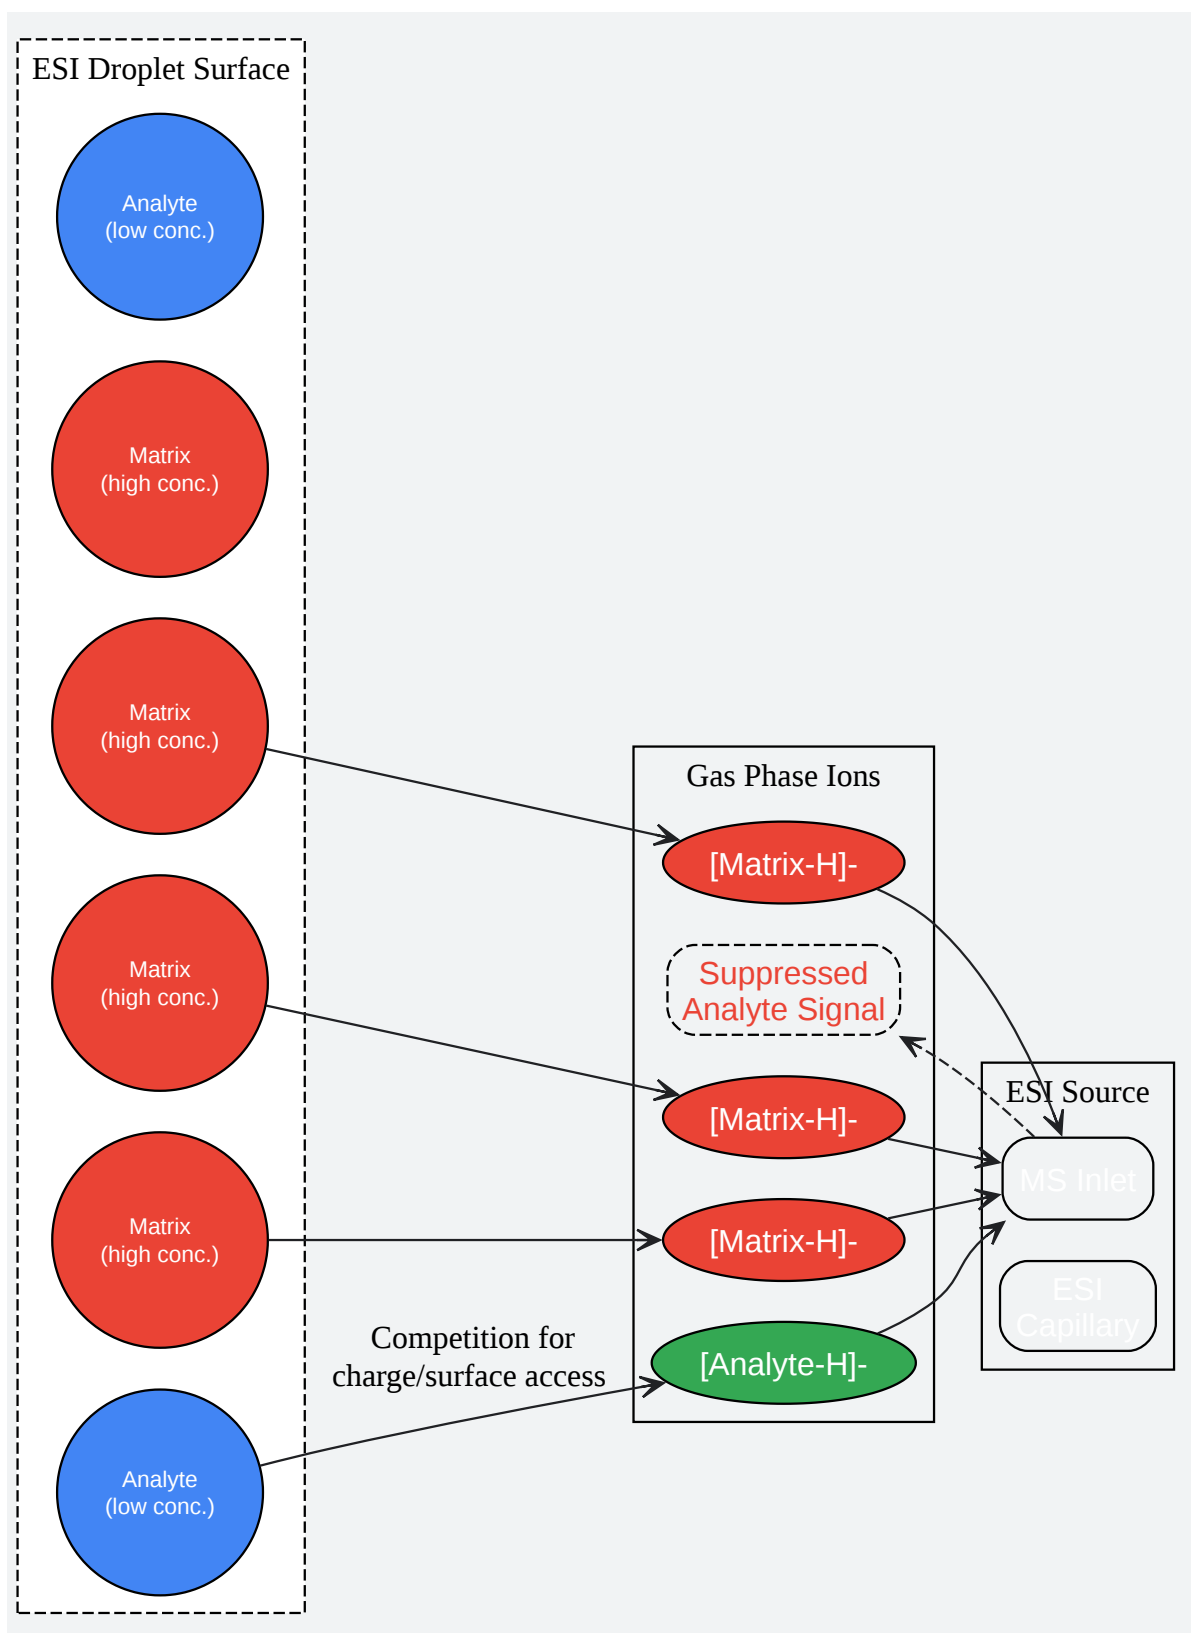 ESI Droplet Surface
Analyte
(low conc.)
Matrix
(high conc.)
Matrix
(high conc.)
Matrix
(high conc.)
Matrix
(high conc.)
Analyte
(low conc.)
Competition for
charge/surface access
Gas Phase Ions
[Matrix-H]-
Suppressed
Analyte Signal
[Matrix-H]-
[Matrix-H]-
[Analyte-H]-
ESI Source
MS Inlet
ESI
Capillary